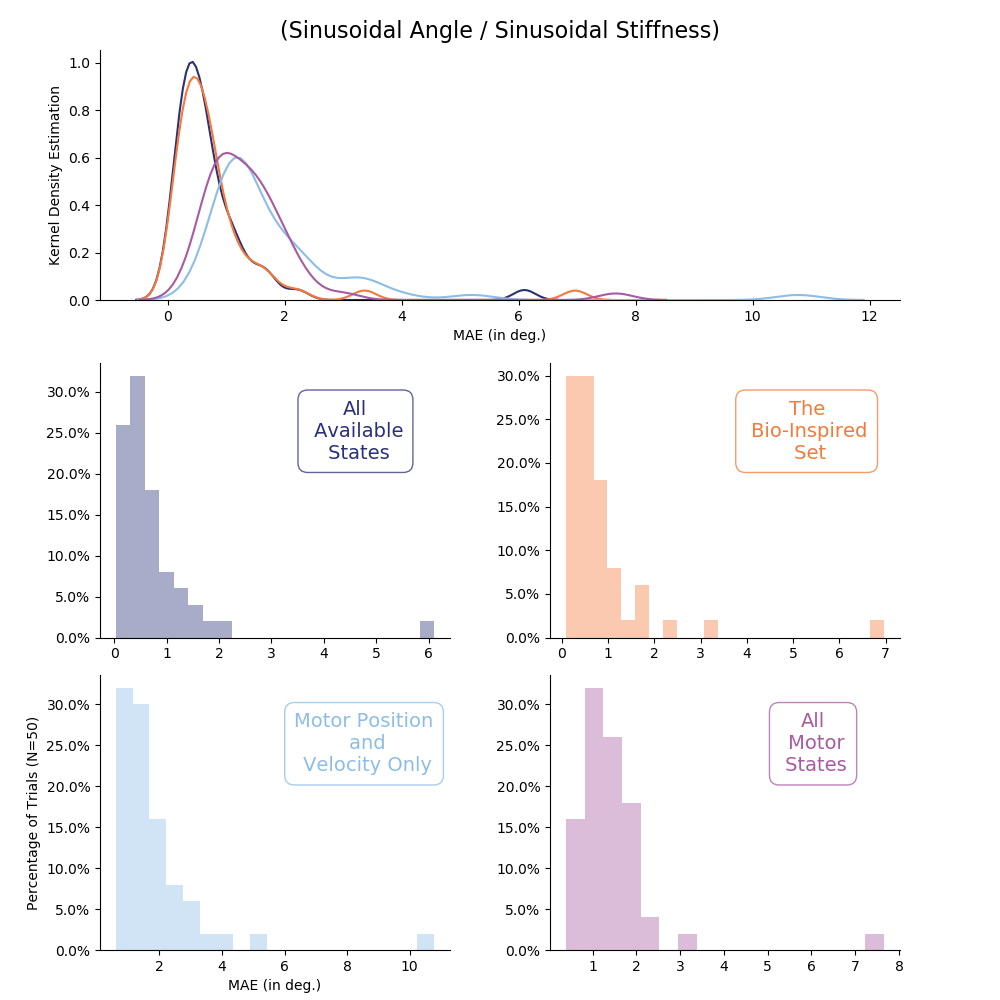 (Sinusoidal Angle / Sinusoidal Stiffness)
Kernel Density Estimation
1.0
0.8
0.6
0.4
0.2
0.0
0 2 4 6 8 10 12
MAE (in deg.)
30.0%
25.0%
20.0%
15.0%
10.0%
5.0%
0.0%
All
Available
States
0 1 2 3 4 5 6
30.0%
25.0%
20.0%
15.0%
10.0%
5.0%
0.0%
The
Bio-Inspired
Set
0 1 2 3 4 5 6 7
Percentage of Trials (N=50)
30.0%
25.0%
20.0%
15.0%
10.0%
5.0%
0.0%
Motor Position
and
Velocity Only
2 4 6 8 10
MAE (in deg.)
30.0%
25.0%
20.0%
15.0%
10.0%
5.0%
0.0%
All
Motor
States
1 2 3 4 5 6 7 8